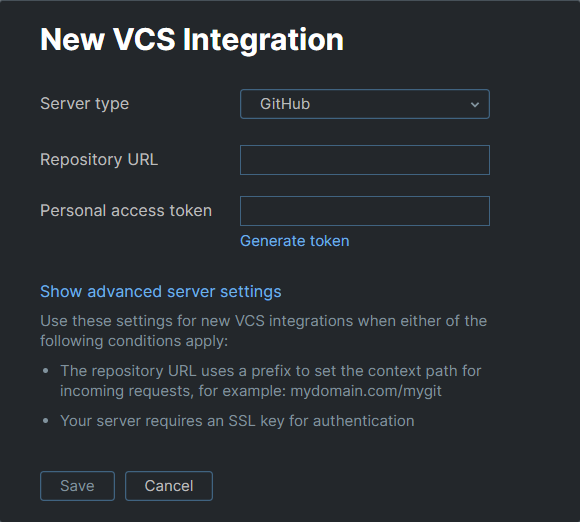 New VCS Integration
Server type
GitHub
Repository URL
Personal access token
Generate token
Show advanced server settings
Use these settings for new VCS integrations when either of the
following conditions apply:
• The repository URL uses a prefix to set the context path for
incoming requests, for example: mydomain.com/mygit
• Your server requires an SSL key for authentication
Save
Cancel